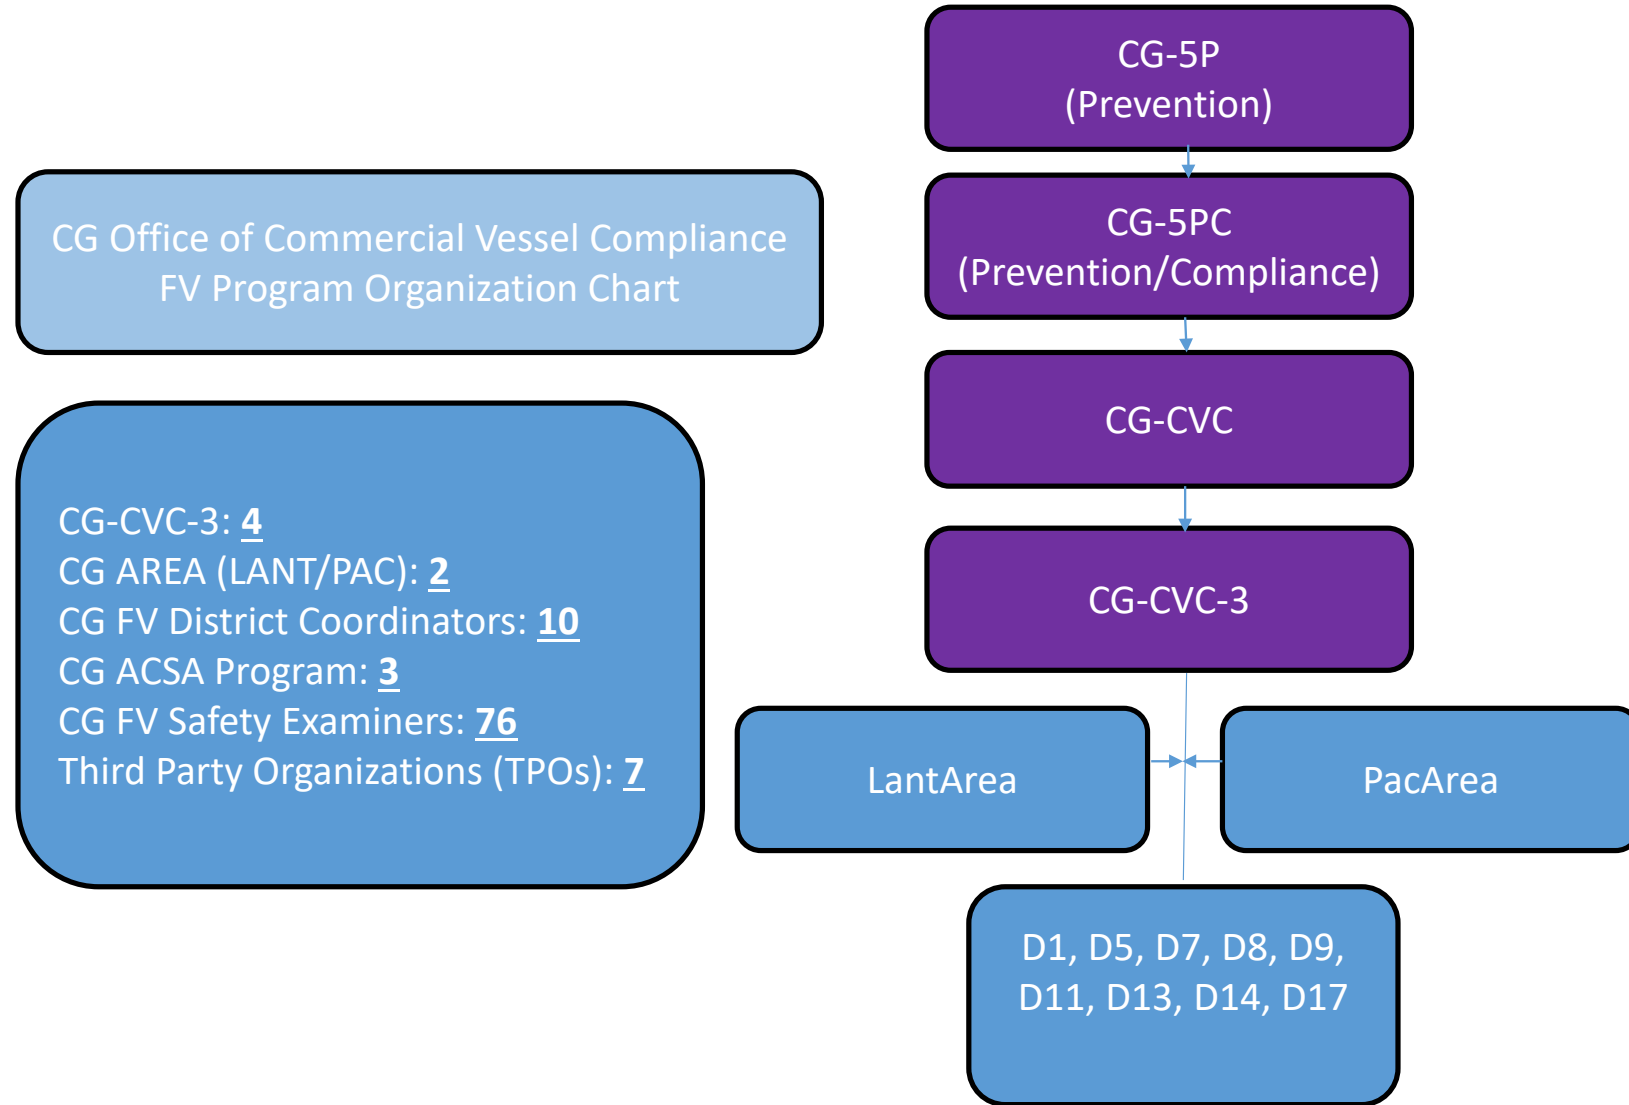 CG-5P
(Prevention)
CG Office of Commercial Vessel Compliance
FV Program Organization Chart
CG-5PC
(Prevention/Compliance)
CG-CVC
CG-CVC-3: 4
CG AREA (LANT/PAC): 2
CG FV District Coordinators: 10
CG ACSA Program: 3
CG FV Safety Examiners: 76
Third Party Organizations (TPOs): 7
CG-CVC-3
LantArea
PacArea
D1, D5, D7, D8, D9,
D11, D13, D14, D17